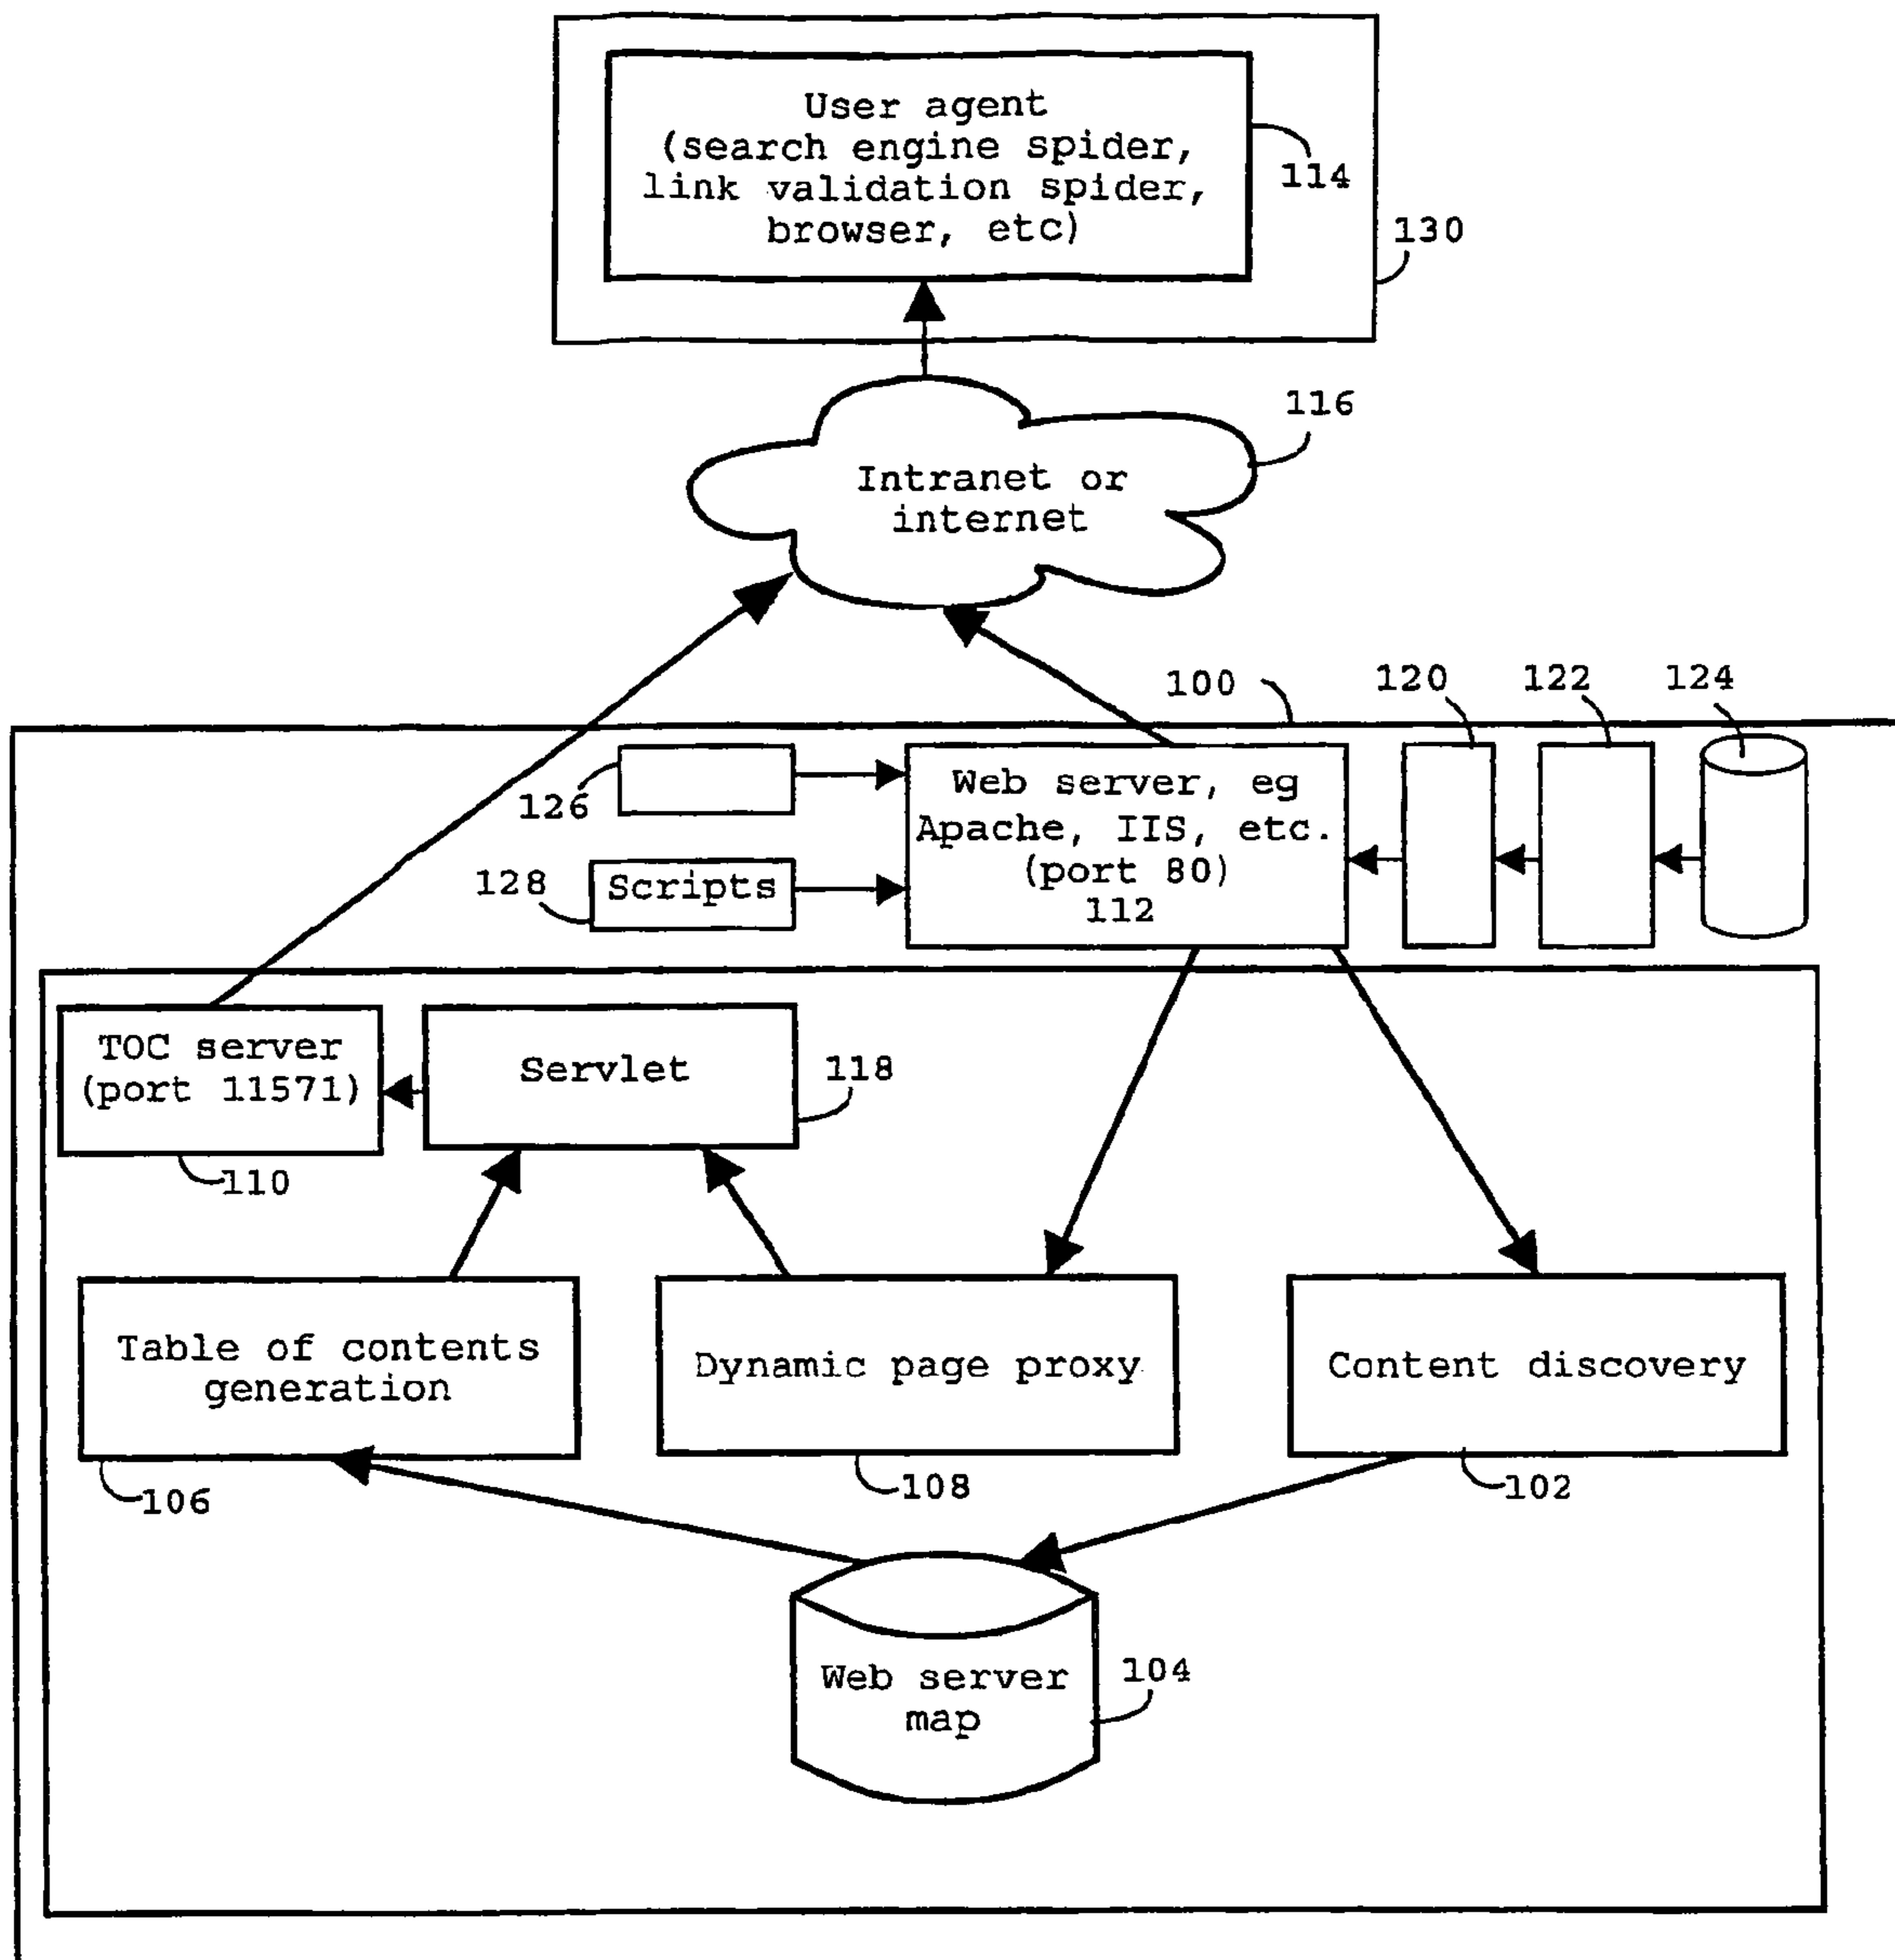 User agent
(search engine spider,
link validation spider,
browser, etc)
114
130
116
Intranet or
internet
100
120
122
124
126
Web server, eg
Apache, IIS, etc.
(port 80)
112
128
Scripts
TOC server
(port 11571)
Servlet
118
110
Table of contents
generation
Dynamic page proxy
Content discovery
106
108
102
Web server
map
104